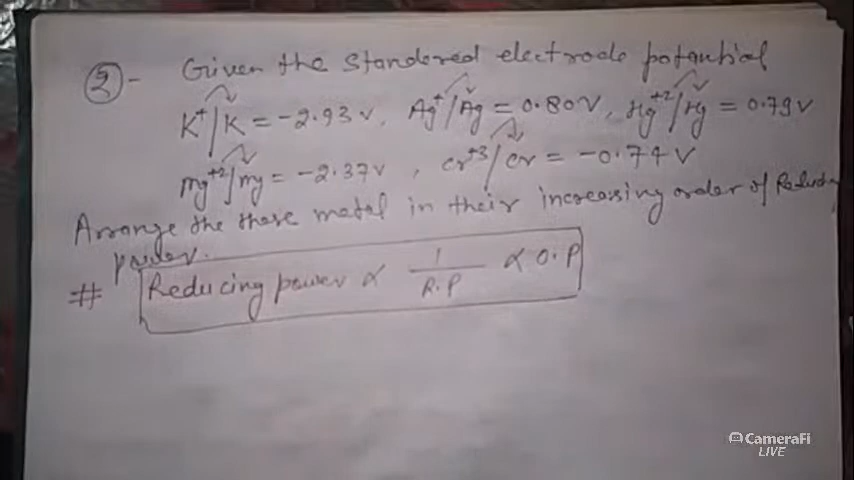 ②- Given the standered electrode potential
K⁺/K = -2.93 v, Ag⁺/Ag = 0.80 V, Hg⁺²/Hg = 0.79 v
mg⁺²/mg = -2.37 v, cr⁺³/cr = -0.74 V
Arrange the these metal in their increasing order of Reducing
power.
# Reducing power ∝ 1/R.P ∝ O.P
CameraFi
LIVE